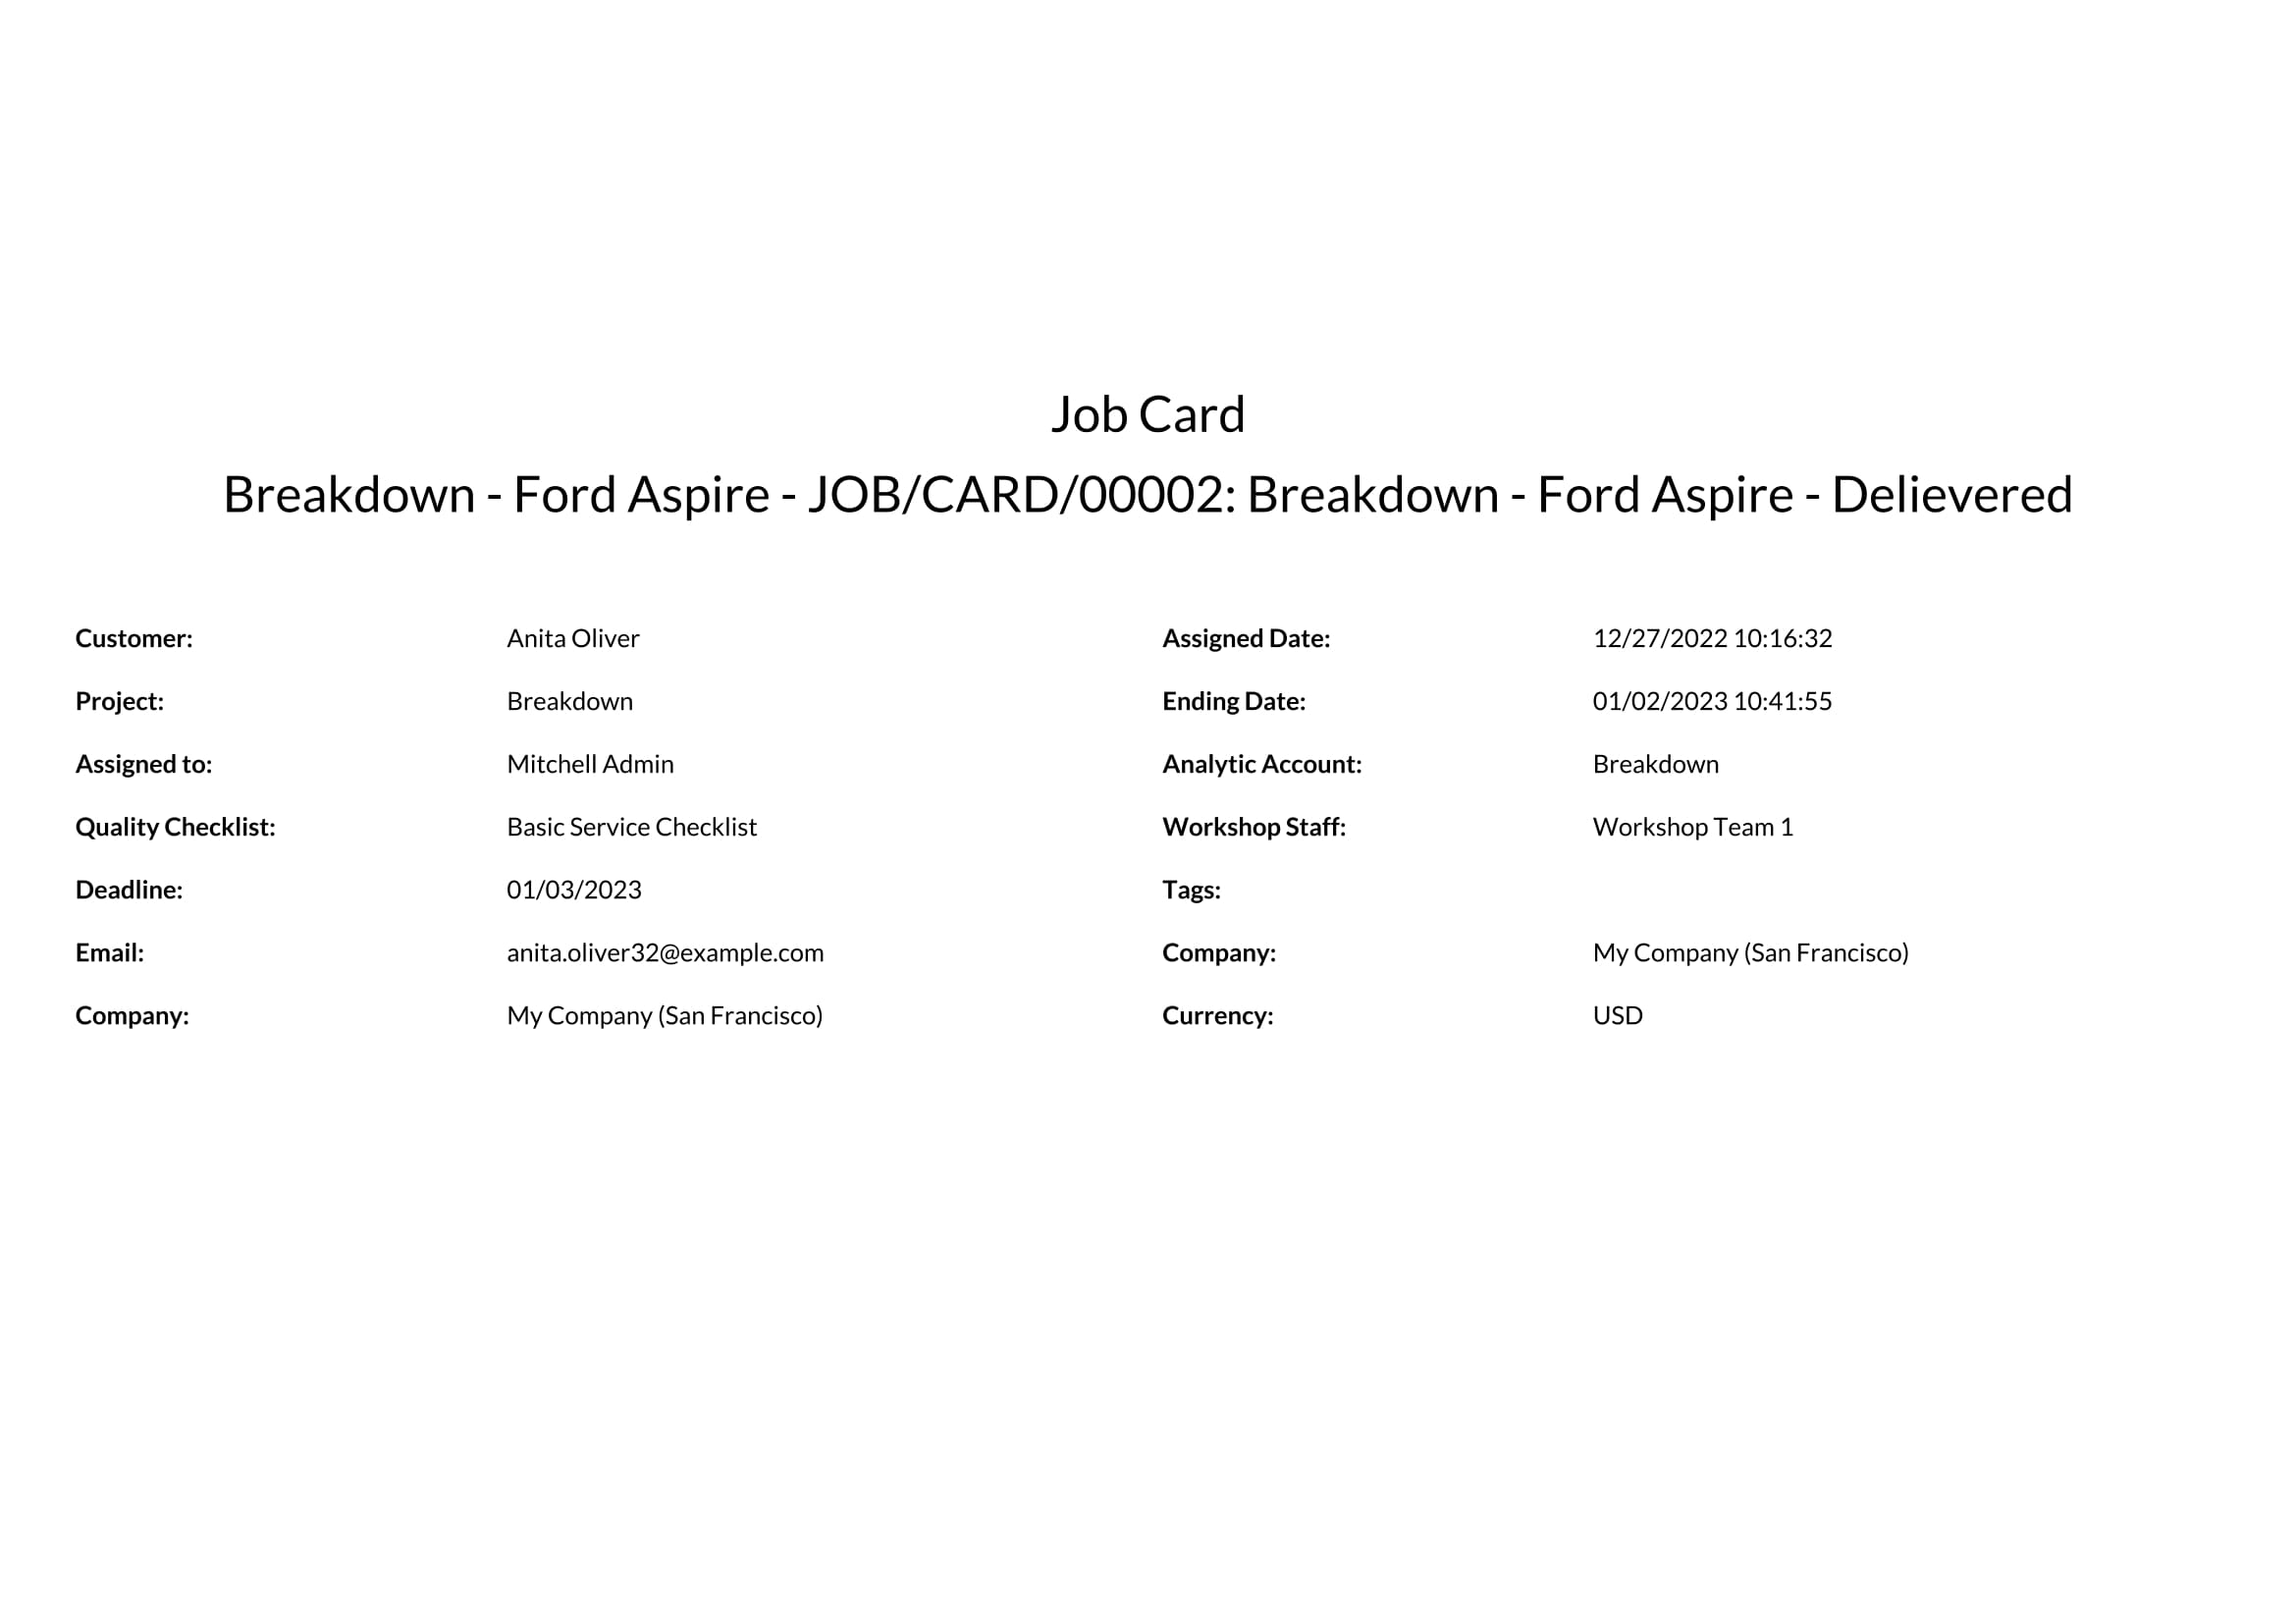 Job Card
Breakdown - Ford Aspire - JOB/CARD/00002: Breakdown - Ford Aspire - Delievered
Customer: Anita Oliver Assigned Date: 12/27/2022 10:16:32
Project: Breakdown Ending Date: 01/02/2023 10:41:55
Assigned to: Mitchell Admin Analytic Account: Breakdown
Quality Checklist: Basic Service Checklist Workshop Staff: Workshop Team 1
Deadline: 01/03/2023 Tags:
Email: anita.oliver32@example.com Company: My Company (San Francisco)
Company: My Company (San Francisco) Currency: USD